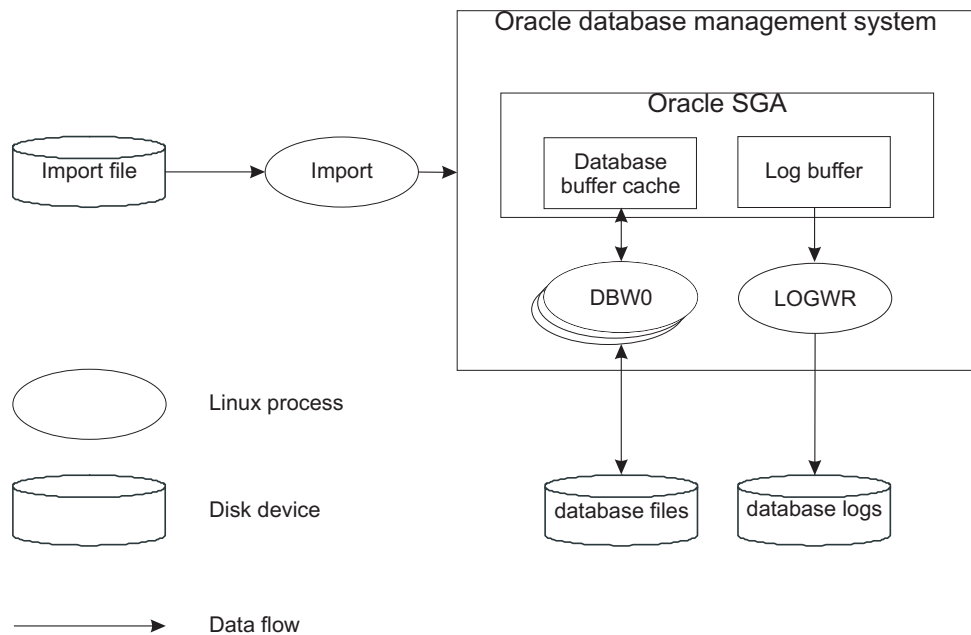 Oracle database management system
Oracle SGA
Import file
Import
Database
buffer cache
Log buffer
DBW0
LOGWR
Linux process
Disk device
database files
database logs
Data flow